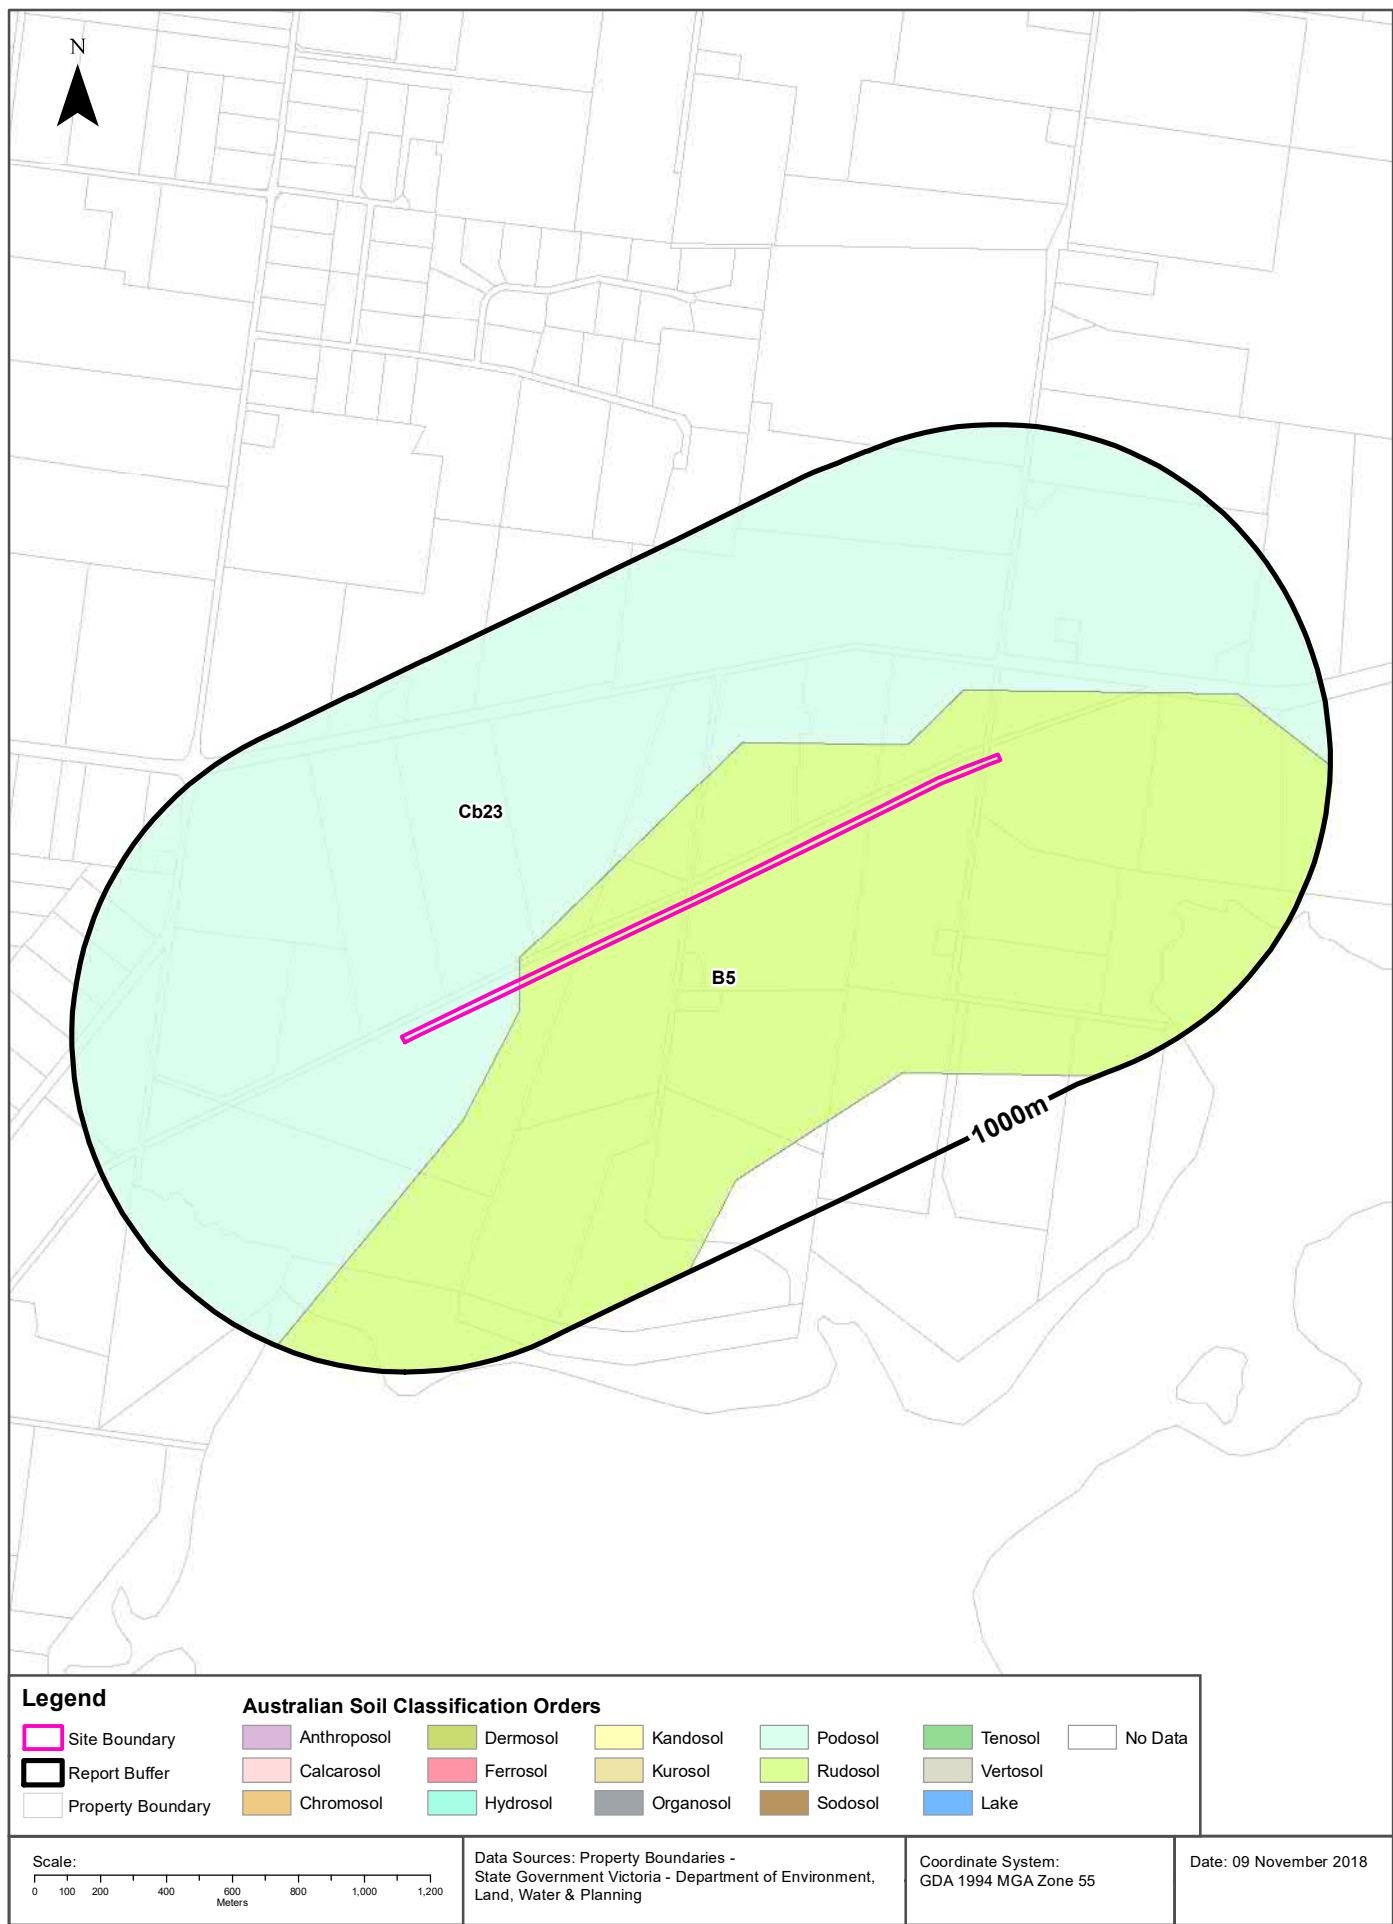 N
Cb23
B5
1000m
Legend
Site Boundary
Report Buffer
Property Boundary
Australian Soil Classification Orders
Anthroposol
Calcarosol
Chromosol
Dermosol
Ferrosol
Hydrosol
Kandosol
Kurosol
Organosol
Podosol
Rudosol
Sodosol
Tenosol
Vertosol
Lake
No Data
Scale:
0 100 200 400 600 800 1,000 1,200
Meters
Data Sources: Property Boundaries -
State Government Victoria - Department of Environment,
Land, Water & Planning
Coordinate System:
GDA 1994 MGA Zone 55
Date: 09 November 2018